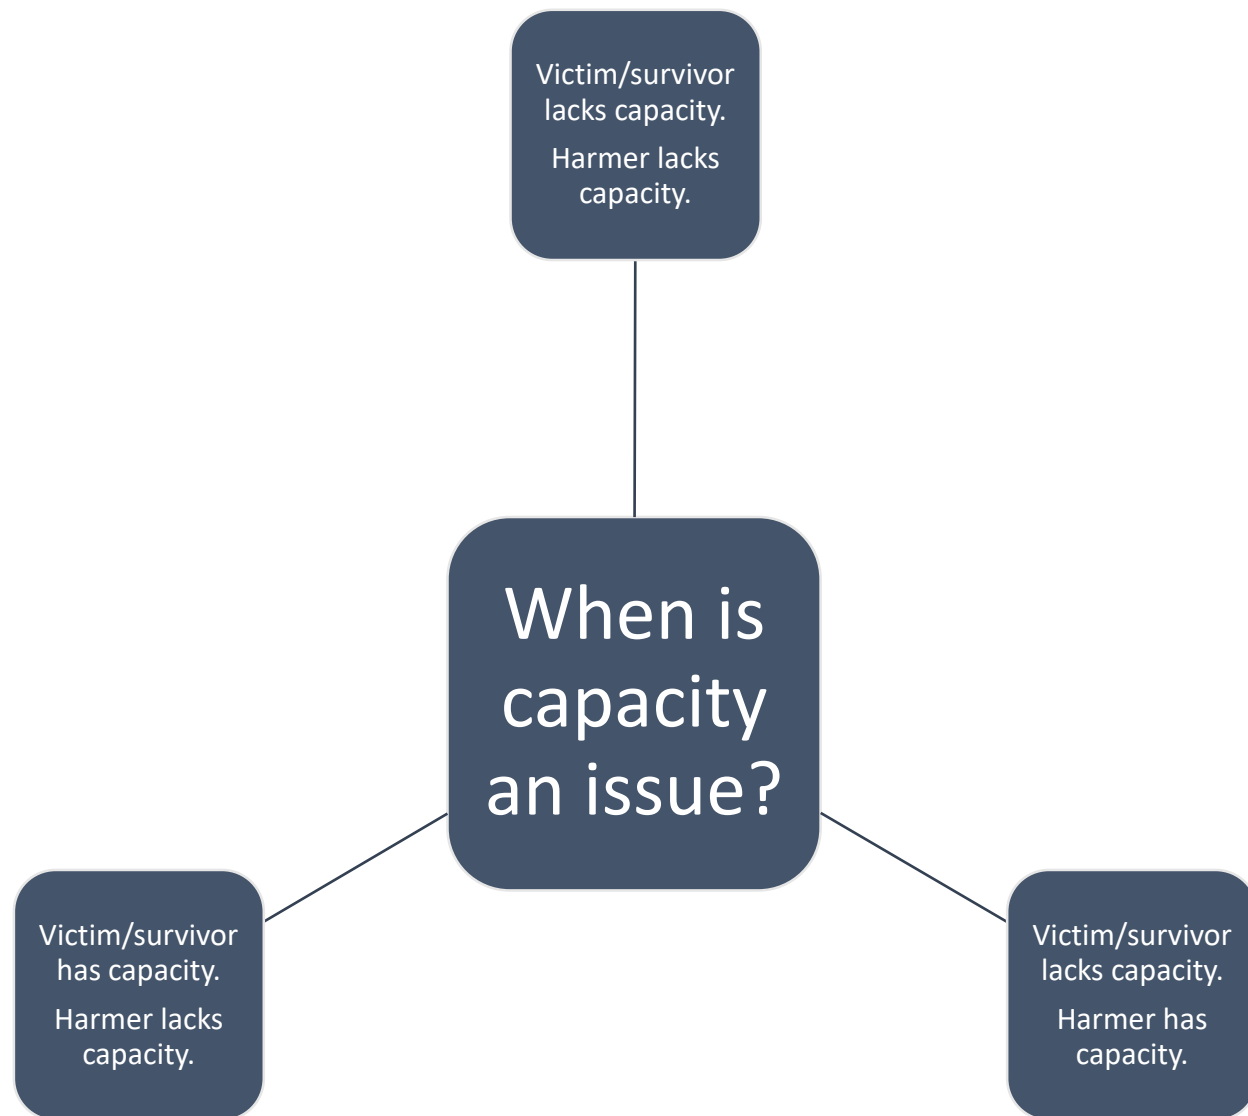 Victim/survivor
lacks capacity.
Harmer lacks
capacity.
When is
capacity
an issue?
Victim/survivor
has capacity.
Harmer lacks
capacity.
Victim/survivor
lacks capacity.
Harmer has
capacity.